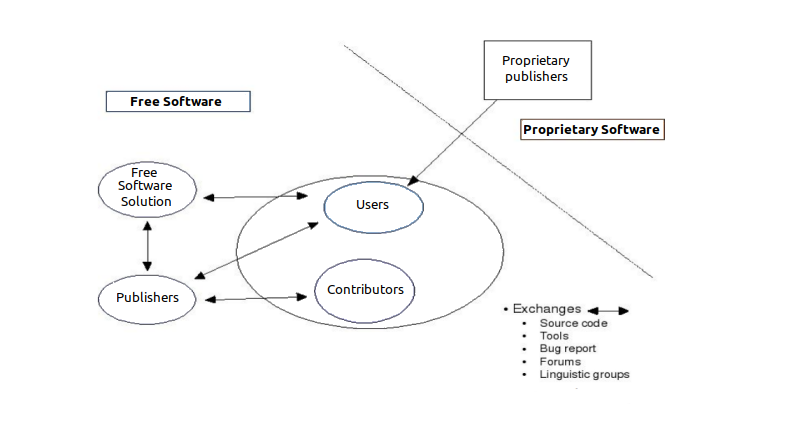 Proprietary
publishers
Free Software
Proprietary Software
Free
Software
Solution
Users
Publishers
Contributors
• Exchanges
• Source code
• Tools
• Bug report
• Forums
• Linguistic groups